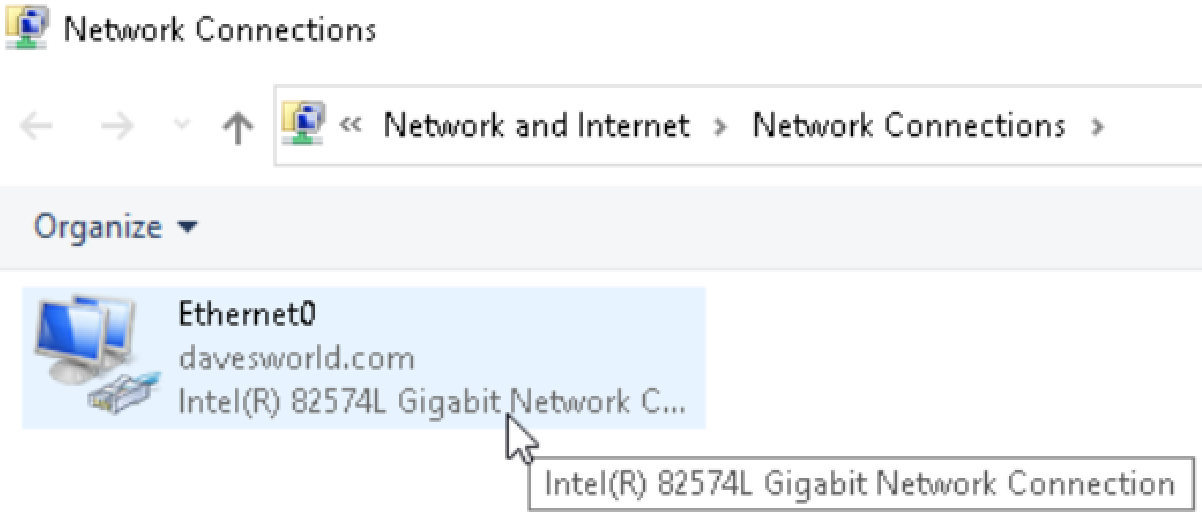 Network Connections
« Network and Internet > Network Connections >
Organize
Ethernet0
davesworld.com
Intel(R) 82574L Gigabit Network C...
Intel(R) 82574L Gigabit Network Connection